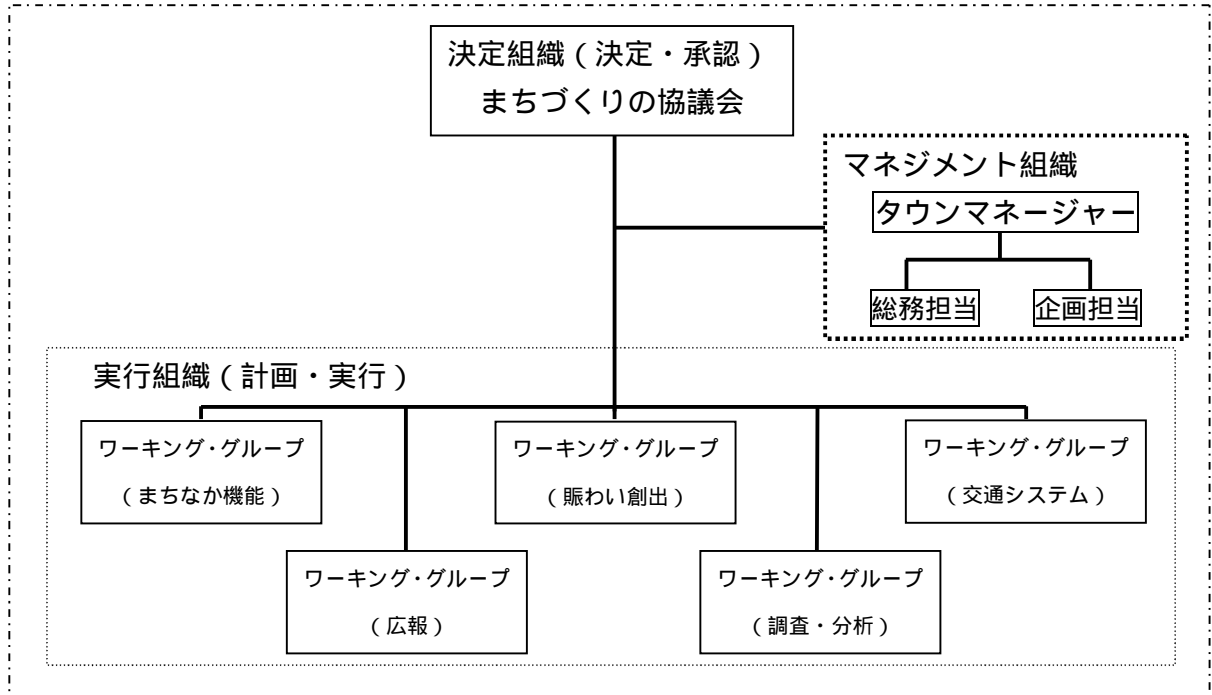 決定組織(決定・承認)
まちづくりの協議会
マネジメント組織
タウンマネージャー
総務担当
企画担当
実行組織(計画・実行)
ワーキング・グループ
(まちなか機能)
ワーキング・グループ
(賑わい創出)
ワーキング・グループ
(交通システム)
ワーキング・グループ
(広報)
ワーキング・グループ
(調査・分析)